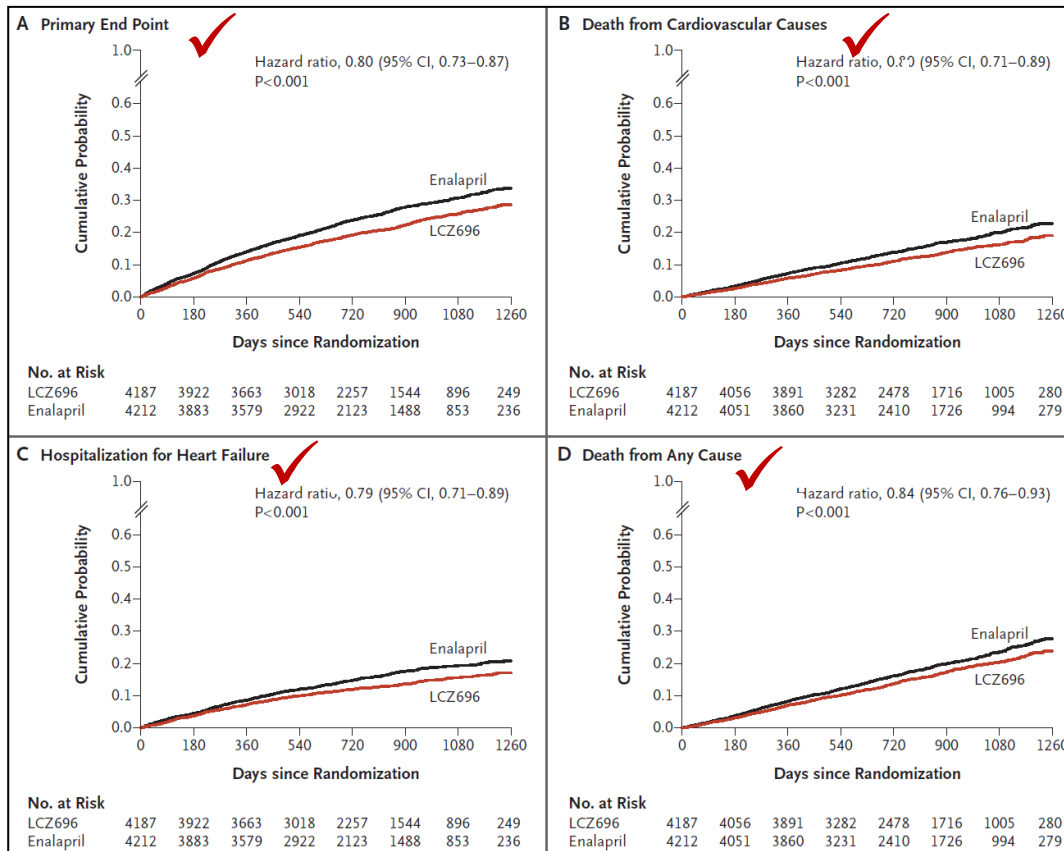 A Primary End Point
Hazard ratio, 0.80 (95% CI, 0.73–0.87)
P<0.001
Cumulative Probability
1.0
0.6
0.5
0.4
0.3
0.2
0.1
0.0
Enalapril
LCZ696
0 180 360 540 720 900 1080 1260
Days since Randomization
No. at Risk
LCZ696 4187 3922 3663 3018 2257 1544 896 249
Enalapril 4212 3883 3579 2922 2123 1488 853 236
B Death from Cardiovascular Causes
Hazard ratio, 0.80 (95% CI, 0.71–0.89)
P<0.001
Cumulative Probability
1.0
0.6
0.5
0.4
0.3
0.2
0.1
0.0
Enalapril
LCZ696
0 180 360 540 720 900 1080 1260
Days since Randomization
No. at Risk
LCZ696 4187 4056 3891 3282 2478 1716 1005 280
Enalapril 4212 4051 3860 3231 2410 1726 994 279
C Hospitalization for Heart Failure
Hazard ratio, 0.79 (95% CI, 0.71–0.89)
P<0.001
Cumulative Probability
1.0
0.6
0.5
0.4
0.3
0.2
0.1
0.0
Enalapril
LCZ696
0 180 360 540 720 900 1080 1260
Days since Randomization
No. at Risk
LCZ696 4187 3922 3663 3018 2257 1544 896 249
Enalapril 4212 3883 3579 2922 2123 1488 853 236
D Death from Any Cause
Hazard ratio, 0.84 (95% CI, 0.76–0.93)
P<0.001
Cumulative Probability
1.0
0.6
0.5
0.4
0.3
0.2
0.1
0.0
Enalapril
LCZ696
0 180 360 540 720 900 1080 1260
Days since Randomization
No. at Risk
LCZ696 4187 4056 3891 3282 2478 1716 1005 280
Enalapril 4212 4051 3860 3231 2410 1726 994 279